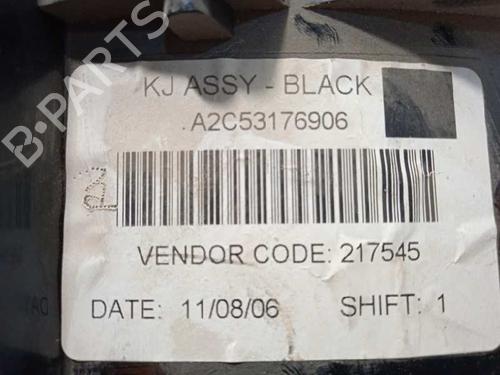 KJ ASSY - BLACK
A2C53176906
VENDOR CODE: 217545
DATE: 11/08/06 SHIFT: 1
B-PARTS